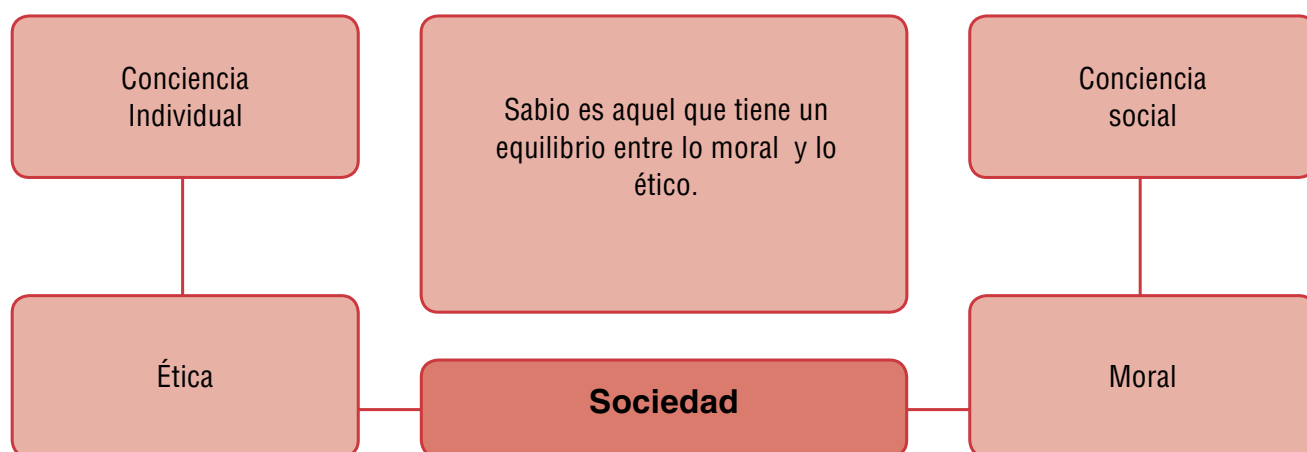 Conciencia
Individual
Sabio es aquel que tiene un
equilibrio entre lo moral y lo
ético.
Conciencia
social
Ética
Sociedad
Moral